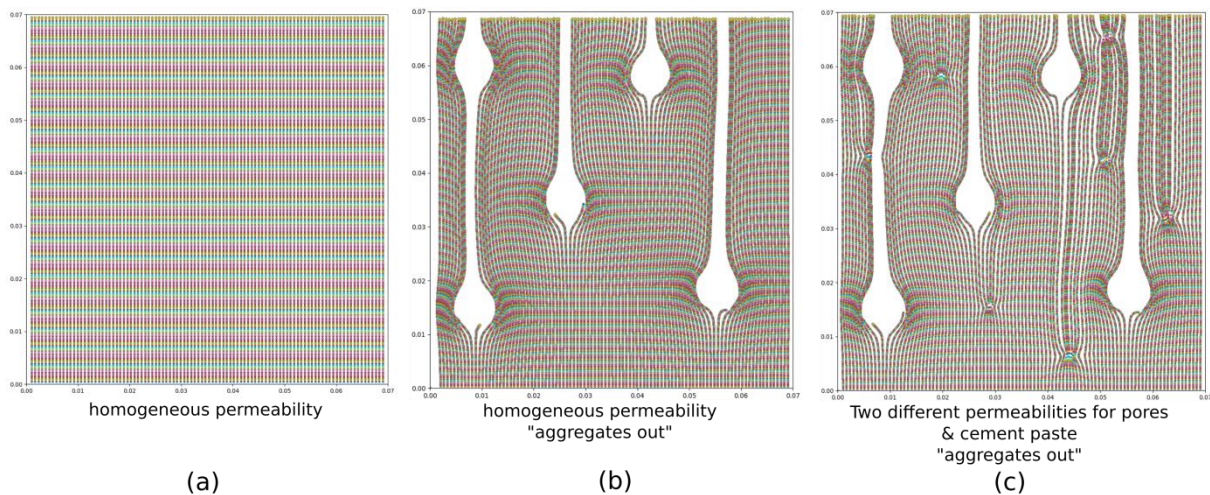 0.07
0.06
0.05
0.04
0.03
0.02
0.01
0.00
0.00 0.01 0.02 0.03 0.04 0.05 0.06 0.07
homogeneous permeability
(a)
0.07
0.06
0.05
0.04
0.03
0.02
0.01
0.00
0.00 0.01 0.02 0.03 0.04 0.05 0.06 0.07
homogeneous permeability
"aggregates out"
(b)
0.07
0.06
0.05
0.04
0.03
0.02
0.01
0.00
0.00 0.01 0.02 0.03 0.04 0.05 0.06 0.07
Two different permeabilities for pores
& cement paste
"aggregates out"
(c)